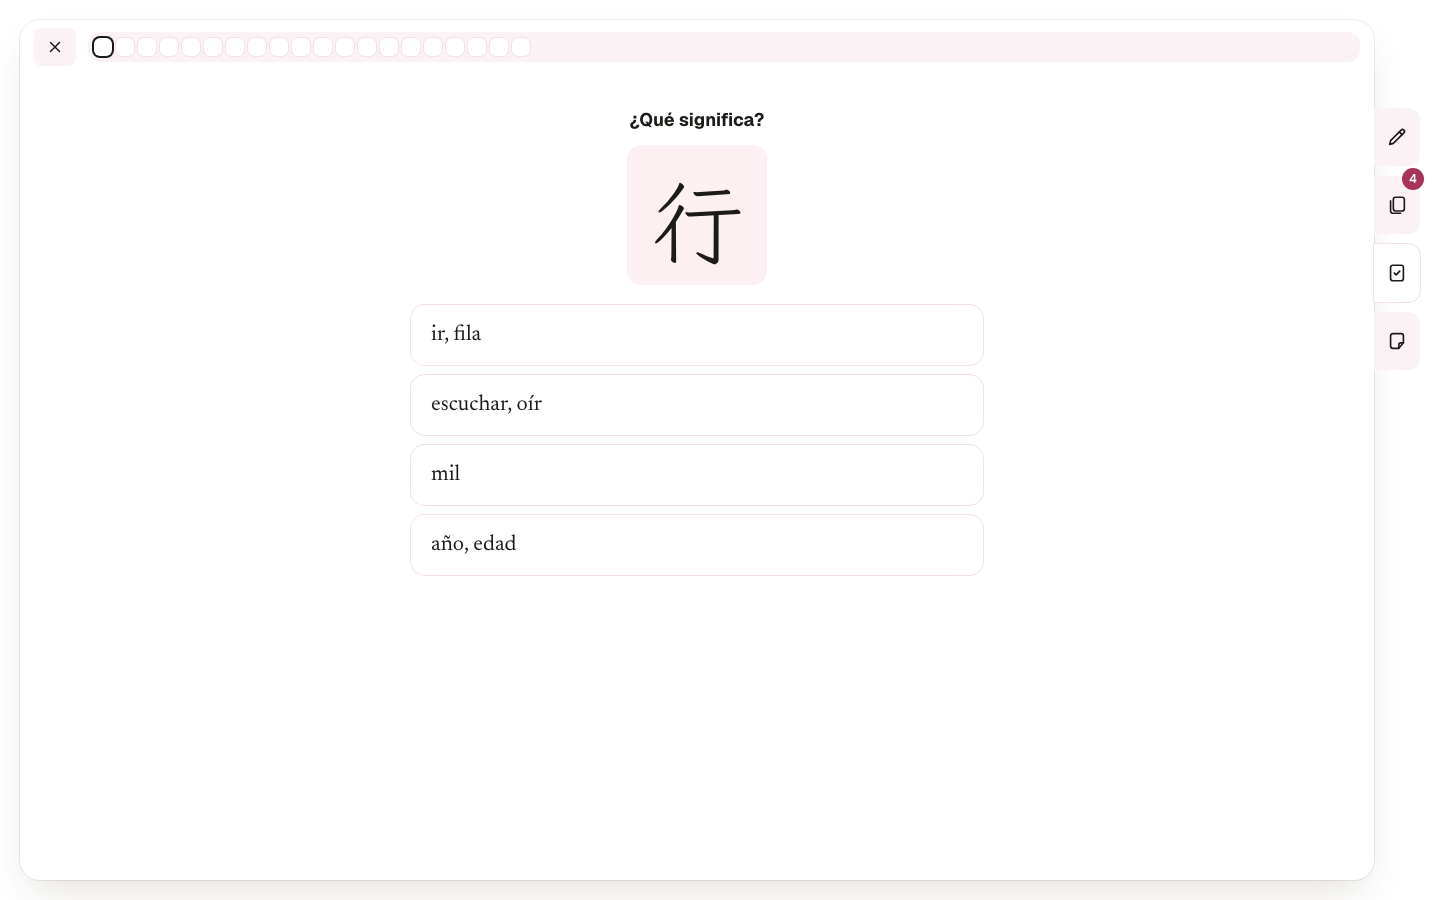 ¿Qué significa?
行
ir, fila
escuchar, oír
mil
año, edad
4